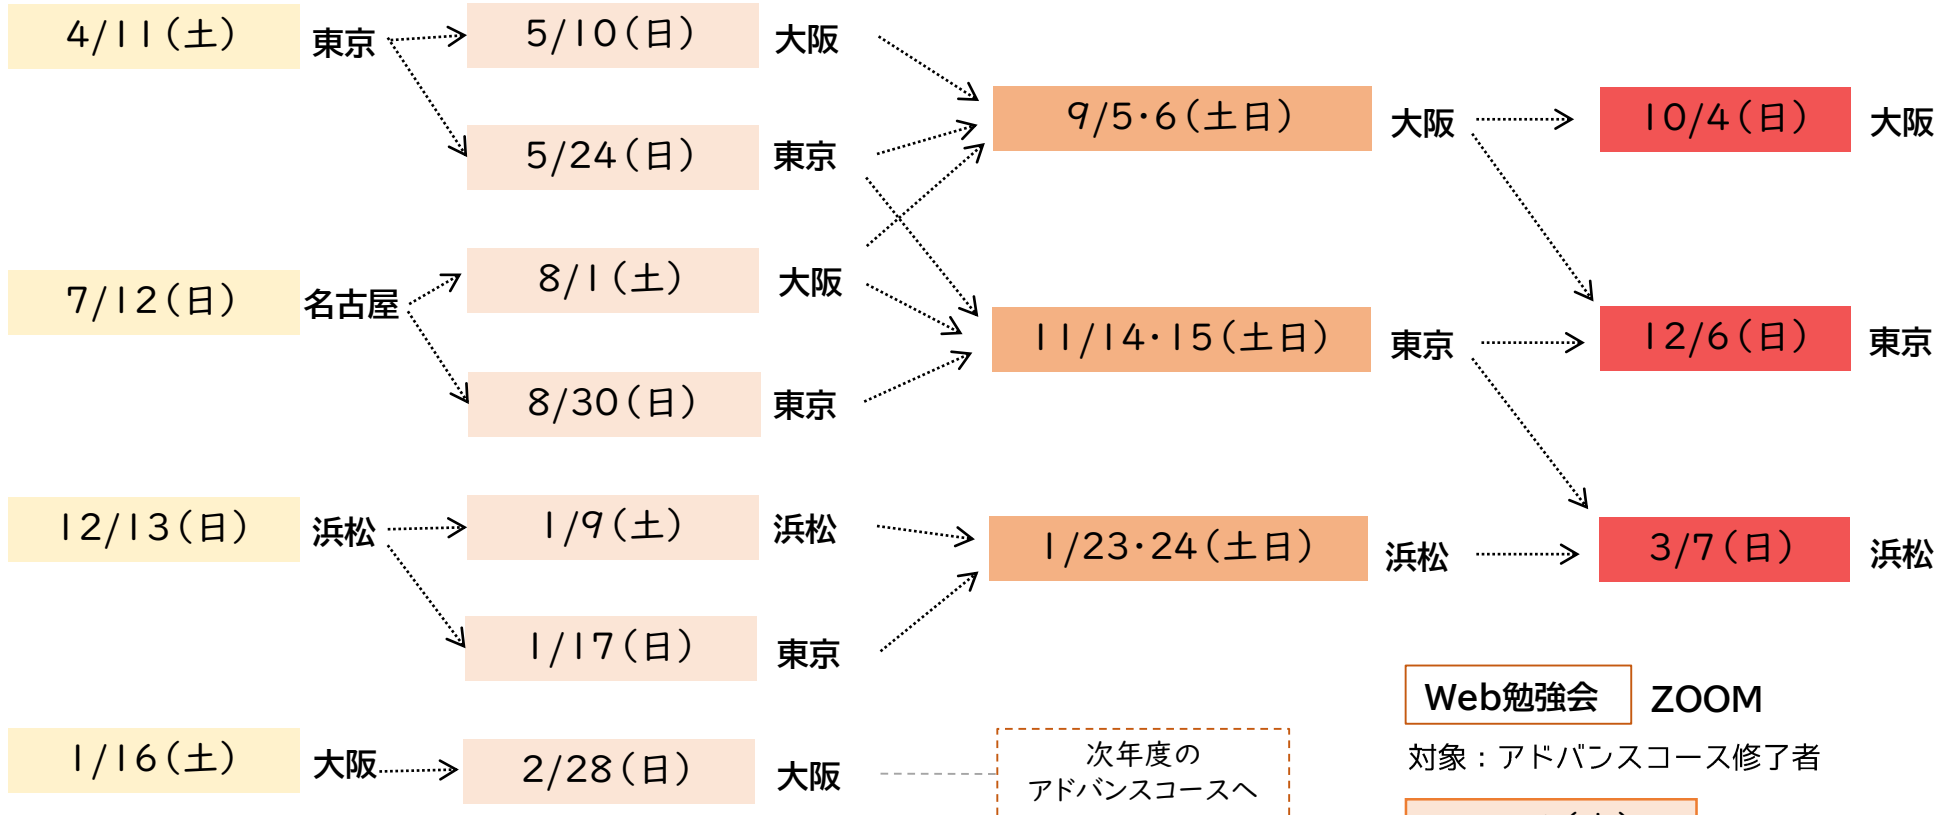 4/11(土) 東京
5/10(日) 大阪
5/24(日) 東京
9/5・6(土日) 大阪
10/4(日) 大阪
7/12(日) 名古屋
8/1(土) 大阪
8/30(日) 東京
11/14・15(土日) 東京
12/6(日) 東京
12/13(日) 浜松
1/9(土) 浜松
1/17(日) 東京
1/23・24(土日) 浜松
3/7(日) 浜松
1/16(土) 大阪
2/28(日) 大阪
次年度の
アドバンスコースへ
Web勉強会 ZOOM
対象：アドバンスコース修了者